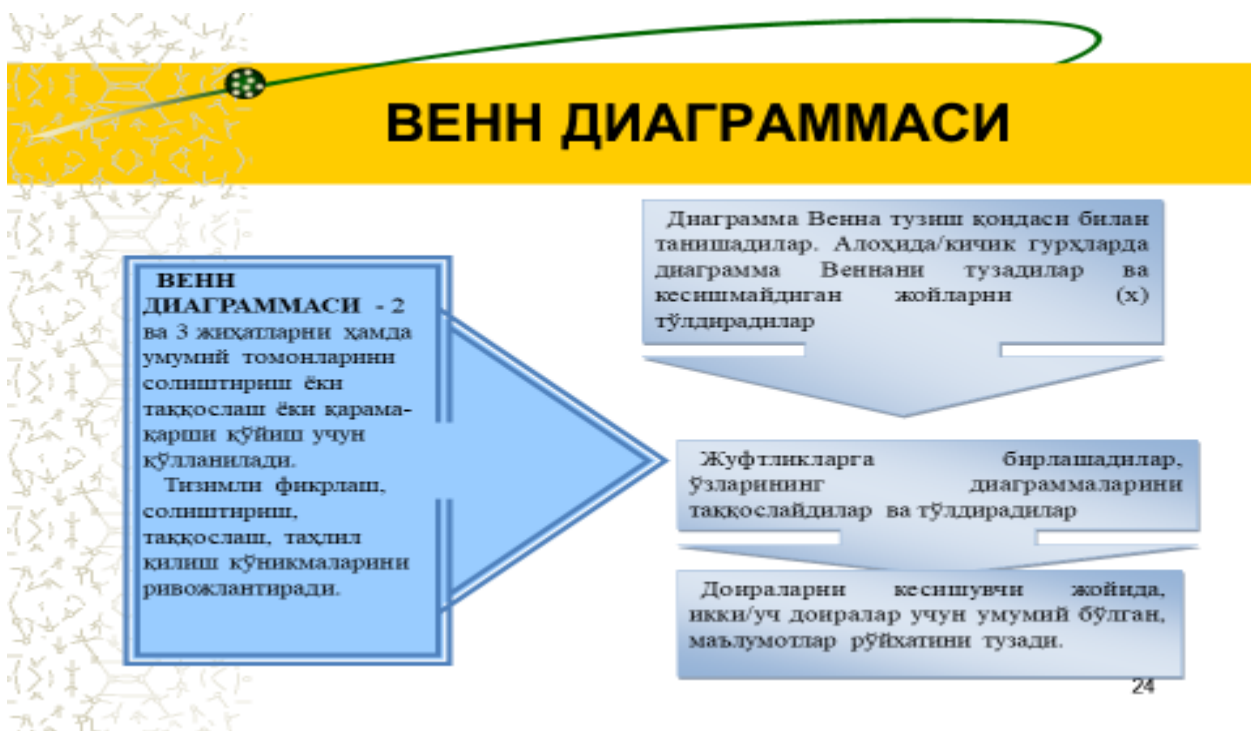 ВЕНН ДИАГРАММАСИ
ВЕНН
ДИАГРАММАСИ - 2
ва 3 жиҳатларни ҳамда
умумий томонларини
солиштириш ёки
таққослаш ёки қарама-
қарши қўйиш учун
қўлланилади.
Тизимли фикрлаш,
солиштириш,
таққослаш, таҳлил
қилиш кўникмаларини
ривожлантиради.
Диаграмма Венна тузиш қоидаси билан
танишадилар. Алоҳида/кичик гурҳларда
диаграмма Веннани тузадилар ва
кесишмайдиган жойларни (х)
тўлдирадилар
Жуфтликларга бирлашадилар,
ўзларининг диаграммаларини
таққослайдилар ва тўлдирадилар
Доираларни кесишувчи жойида,
икки/уч доиралар учун умумий бўлган,
маълумотлар рўйхатини тузади.
24